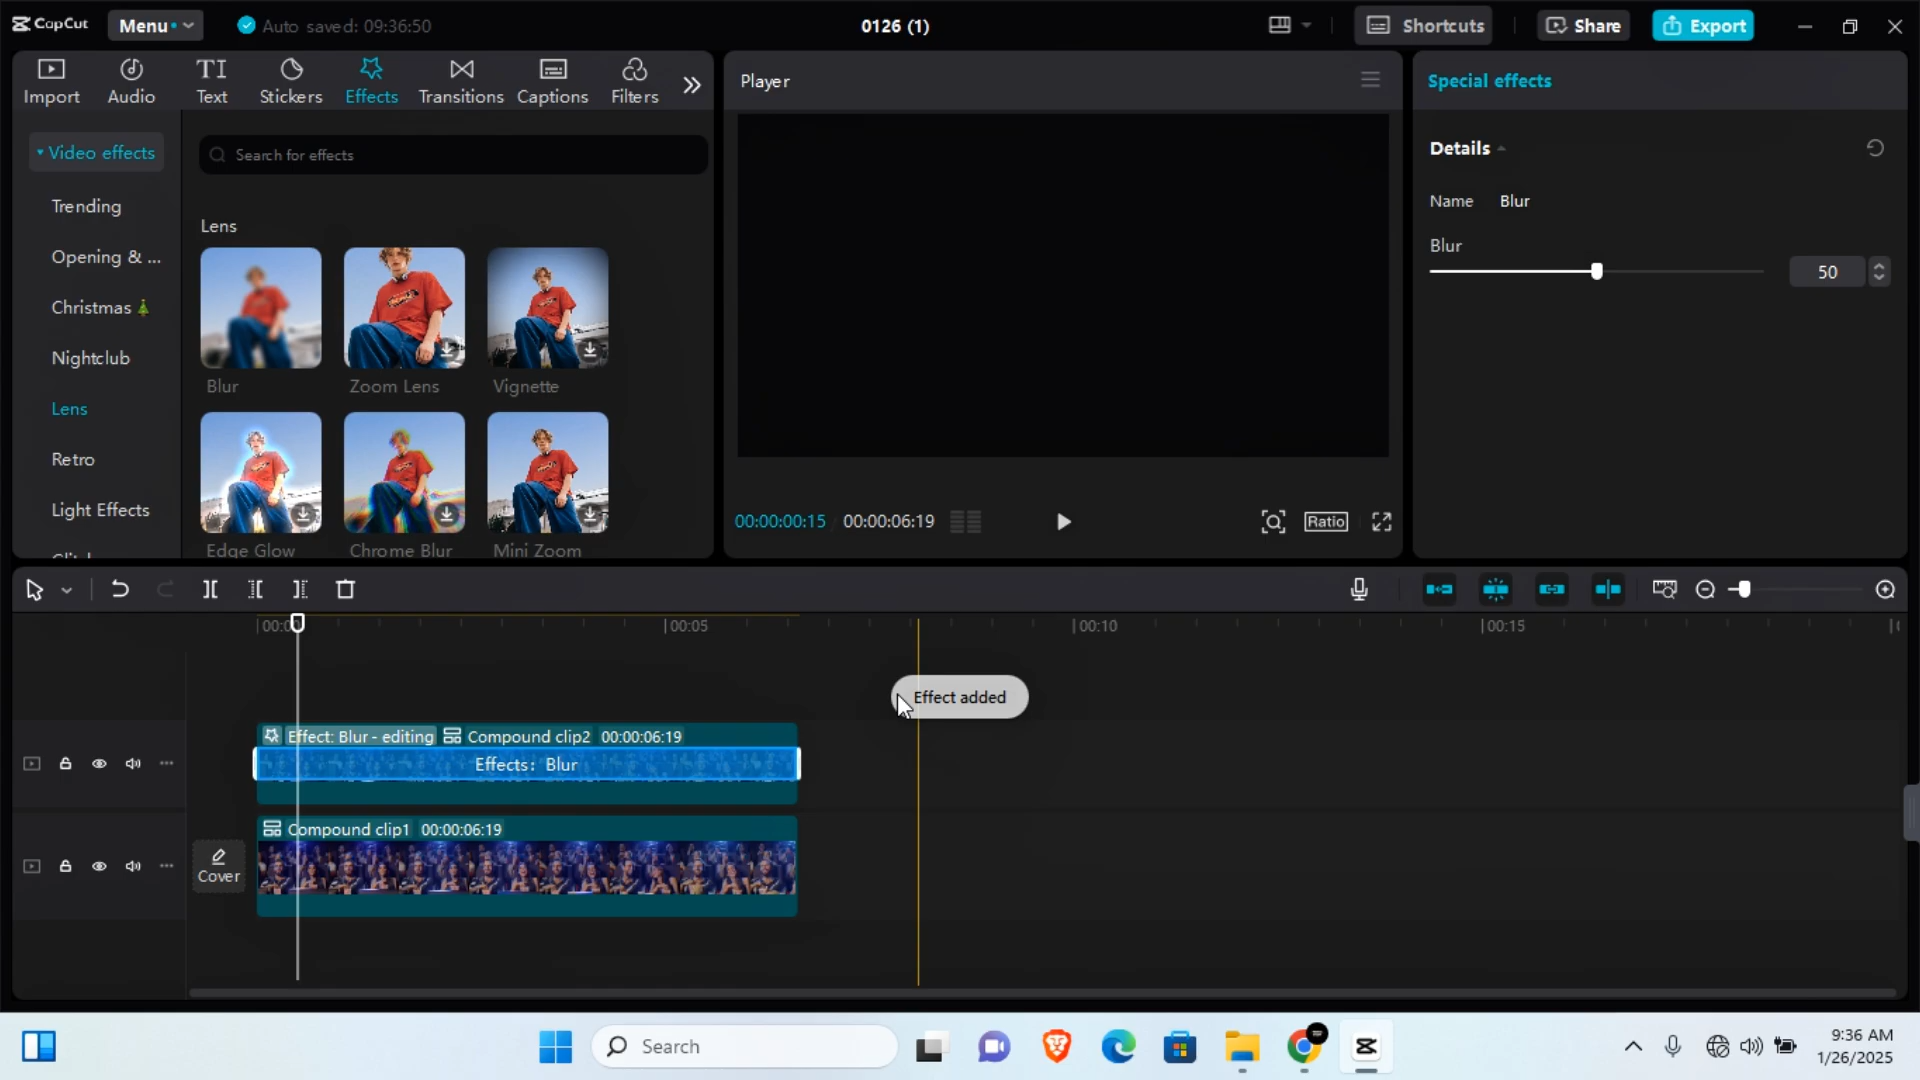 CapCut
Menu
Auto saved: 09:36:50
0126 (1)
Shortcuts
Share
Export
Import
Audio
Text
Stickers
Effects
Transitions
Captions
Filters
Player
Special effects
Video effects
Search for effects
Details
Trending
Lens
Name Blur
Opening & ...
Blur
50
Christmas
Nightclub
Blur
Zoom Lens
Vignette
Lens
Retro
Light Effects
00:00:00:15
00:00:06:19
Ratio
Edge Glow
Chrome Blur
Mini Zoom
00:05
00:10
00:15
Effect added
Effect: Blur - editing
Compound clip2 00:00:06:19
Effects: Blur
Compound clip1 00:00:06:19
Cover
Search
9:36 AM
1/26/2025